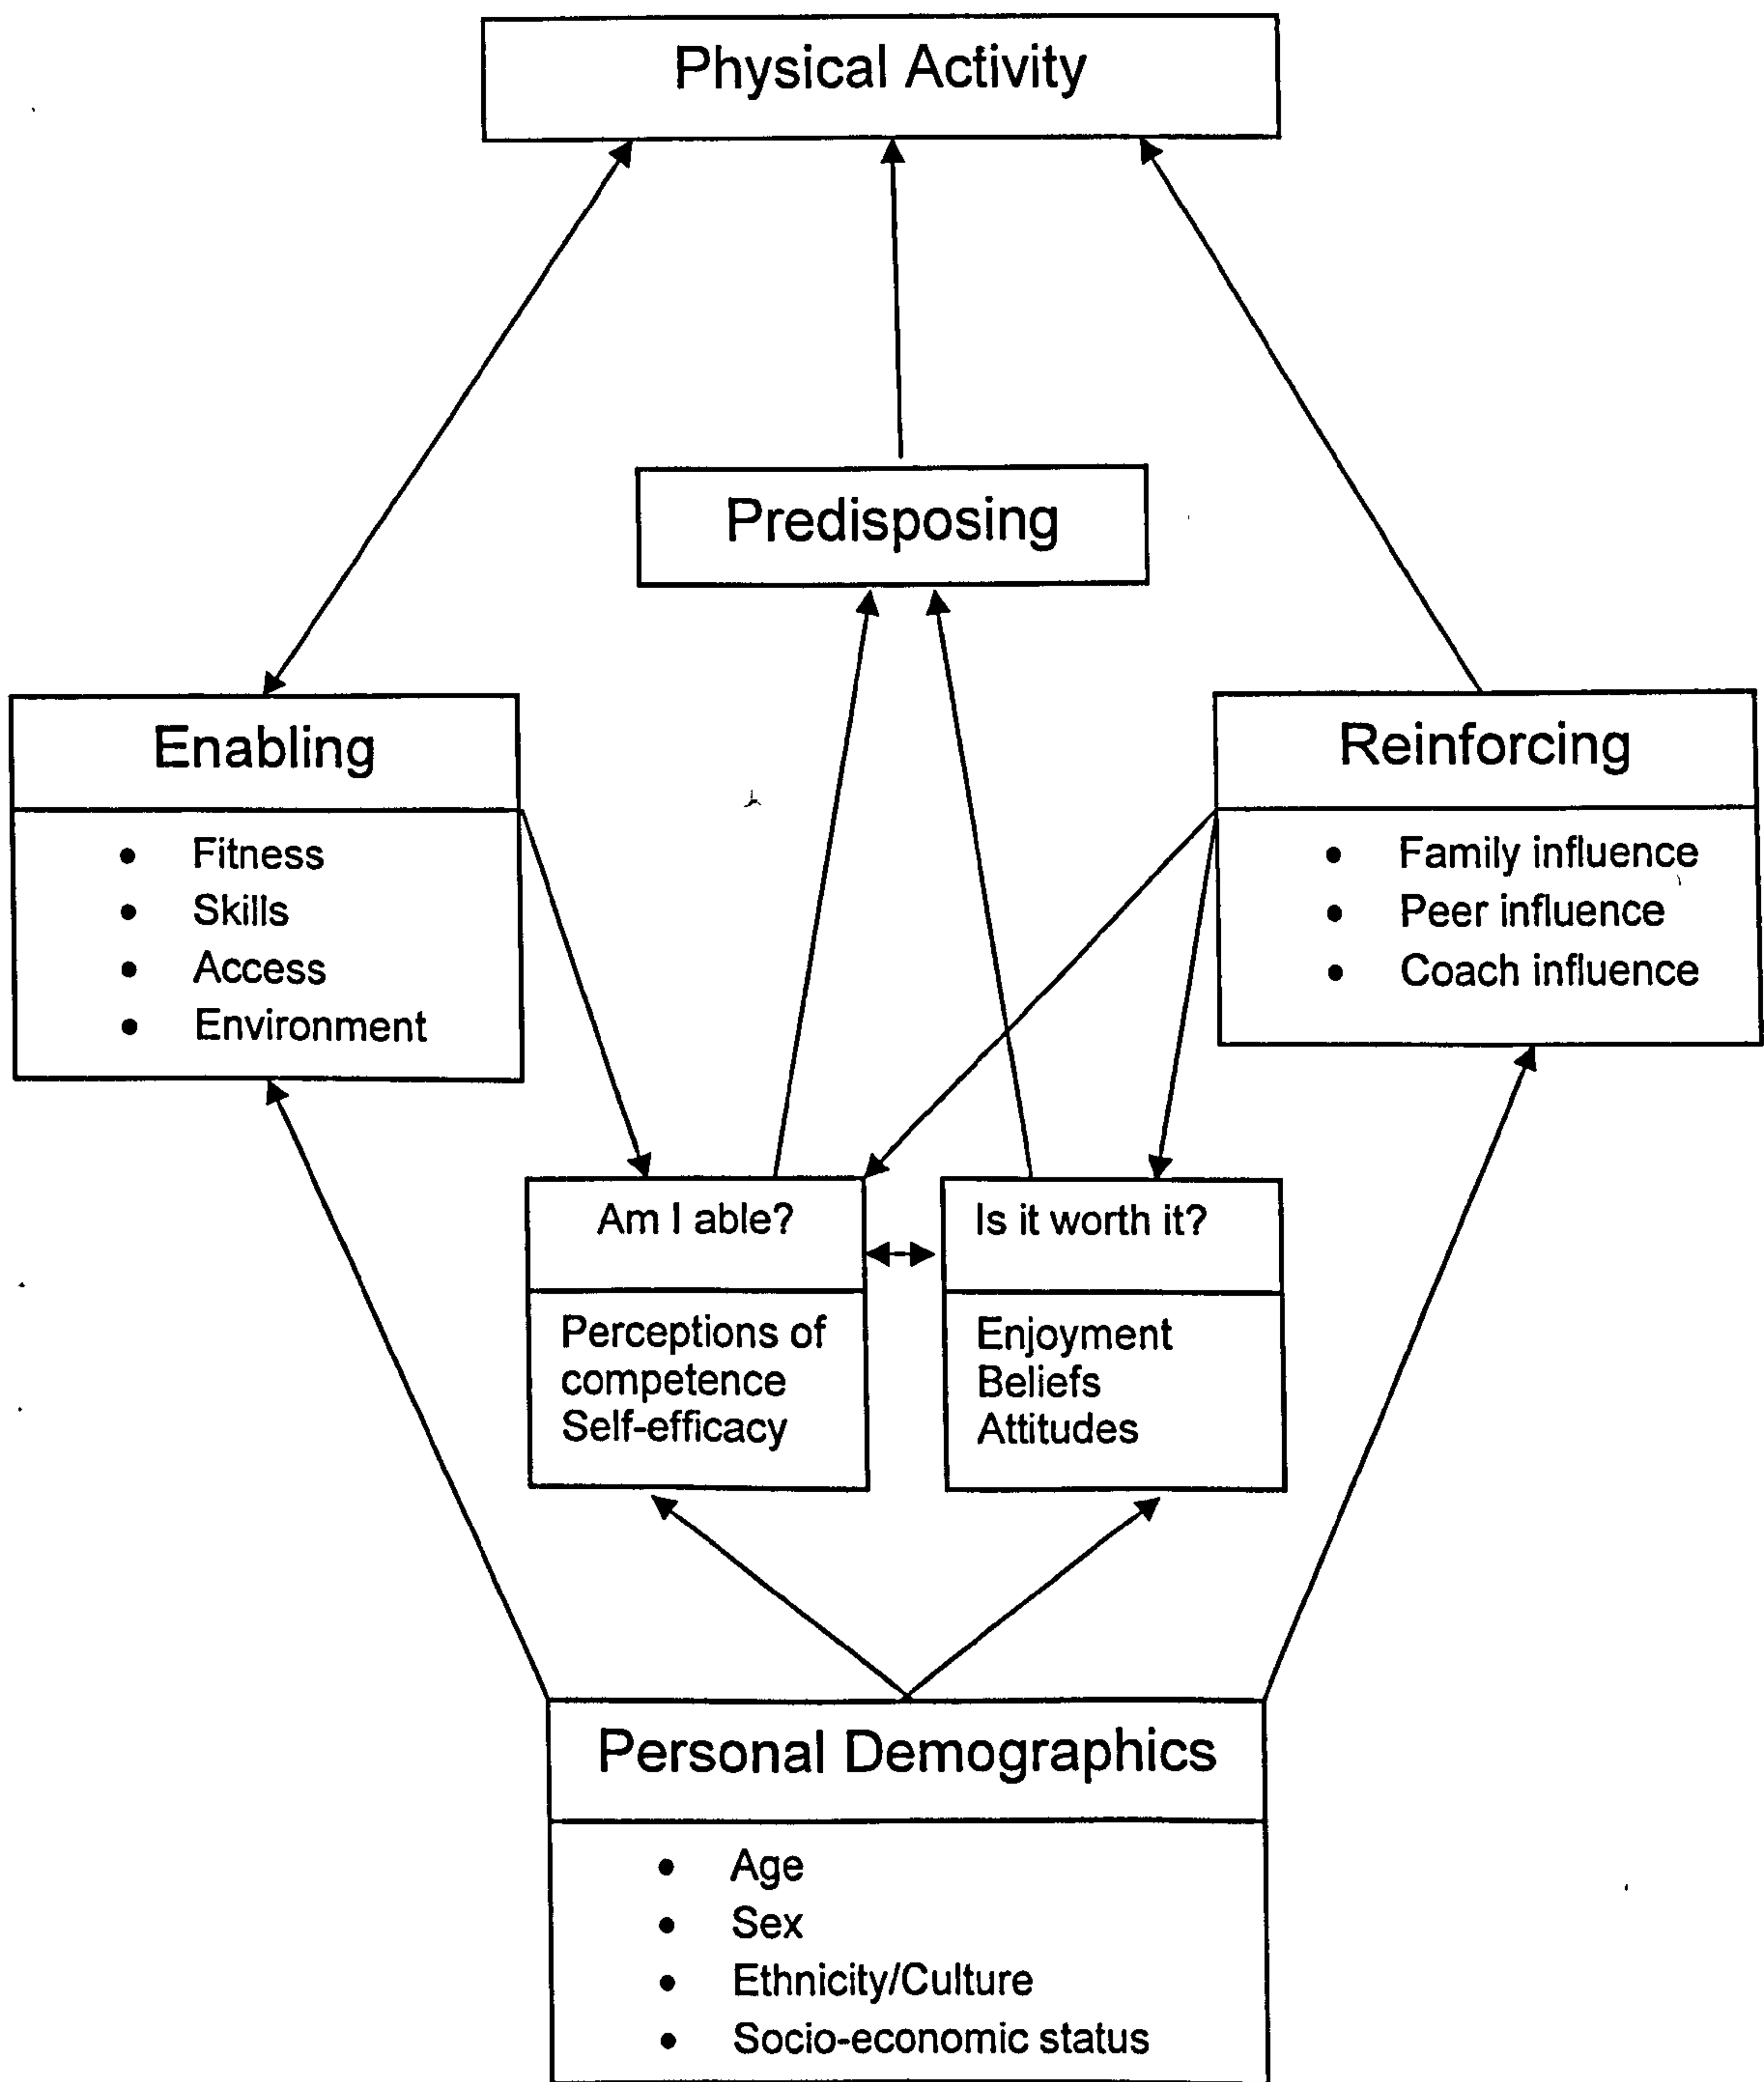 Physical Activity
Predisposing
Enabling
• Fitness
• Skills
• Access
• Environment
Reinforcing
• Family influence
• Peer influence
• Coach influence
Am I able?
Perceptions of
competence
Self-efficacy
Is it worth it?
Enjoyment
Beliefs
Attitudes
Personal Demographics
• Age
• Sex
• Ethnicity/Culture
• Socio-economic status